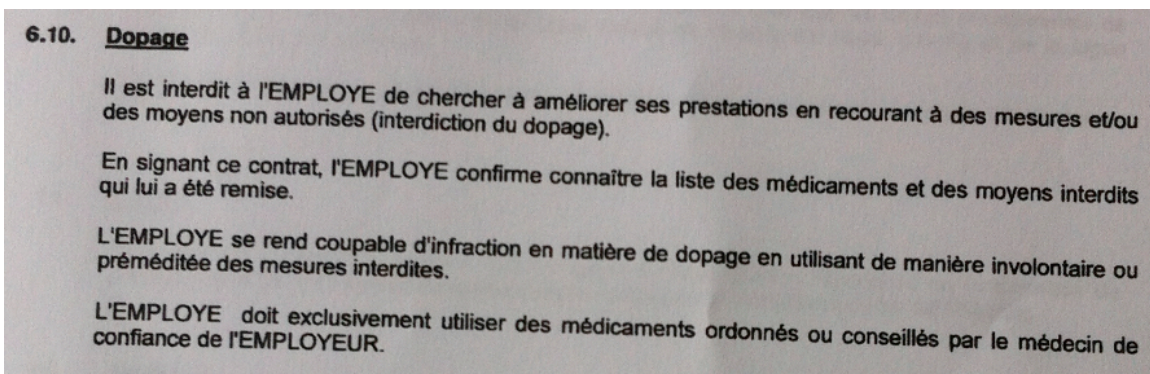 6.10. Dopage
Il est interdit à l'EMPLOYE de chercher à améliorer ses prestations en recourant à des mesures et/ou
des moyens non autorisés (interdiction du dopage).
En signant ce contrat, l'EMPLOYE confirme connaître la liste des médicaments et des moyens interdits
qui lui a été remise.
L'EMPLOYE se rend coupable d'infraction en matière de dopage en utilisant de manière involontaire ou
préméditée des mesures interdites.
L'EMPLOYE doit exclusivement utiliser des médicaments ordonnés ou conseillés par le médecin de
confiance de l'EMPLOYEUR.